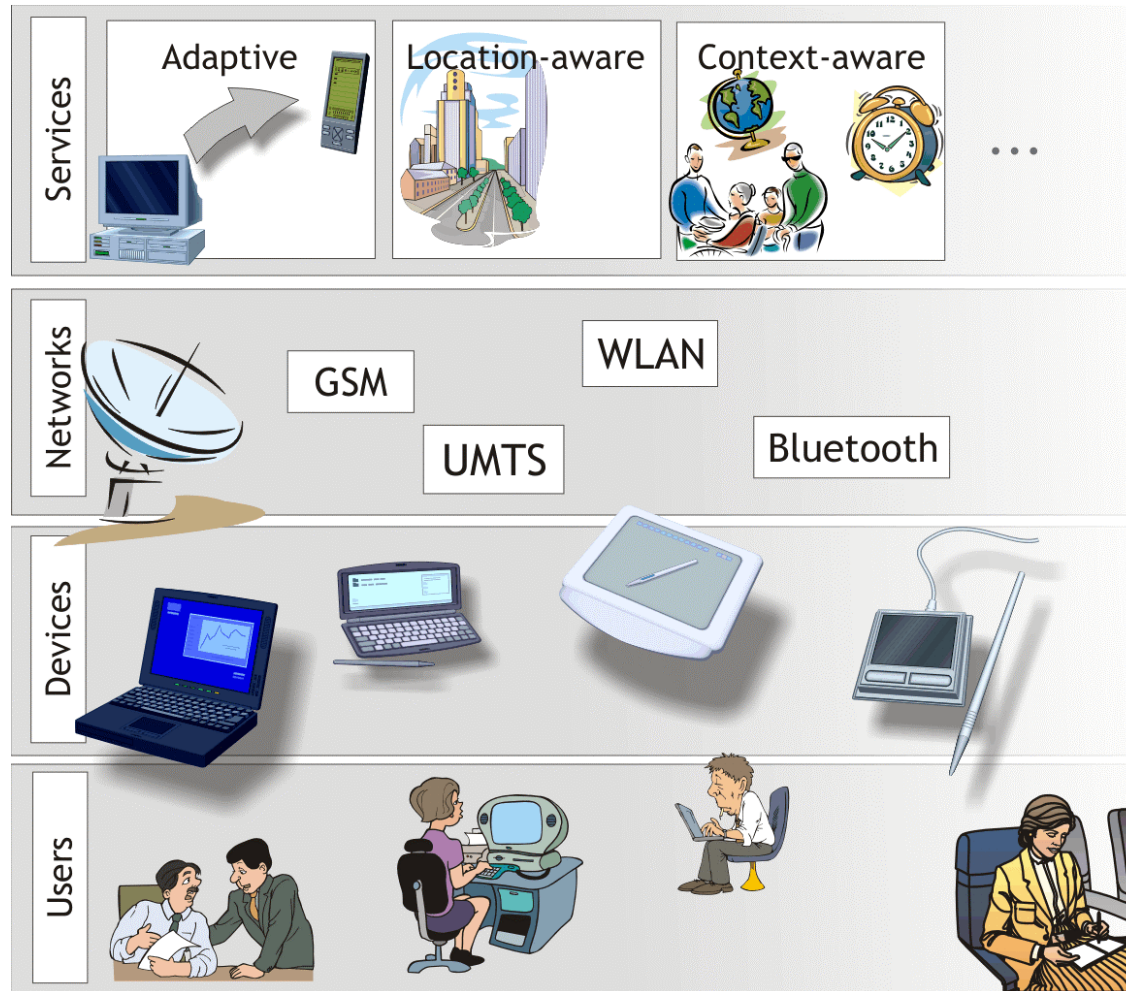 Services
Adaptive
Location-aware
Context-aware
...
Networks
GSM
WLAN
UMTS
Bluetooth
Devices
Users